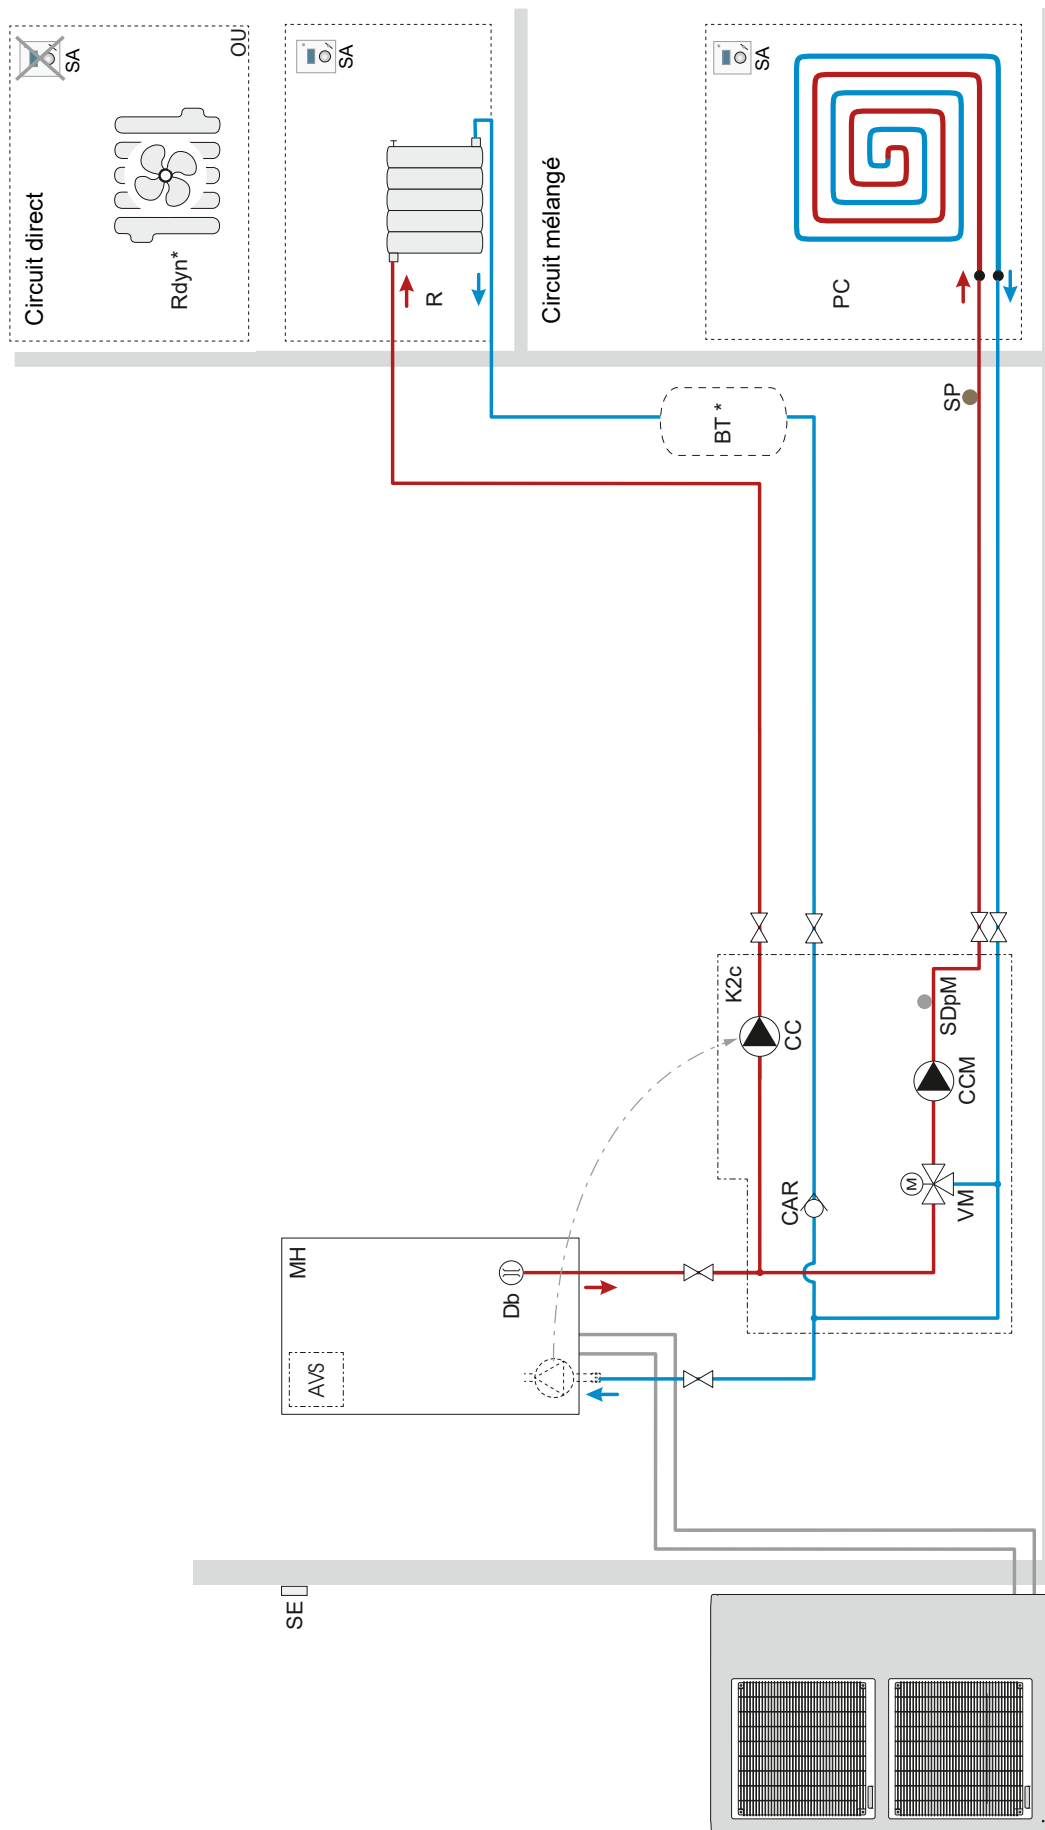 Circuit direct
SA
OU
Rdyn*
SA
R
Circuit mélangé
SA
PC
BT *
SP
K2c
CC
SDpM
CCM
M
VM
CAR
MH
Db
AVS
SE